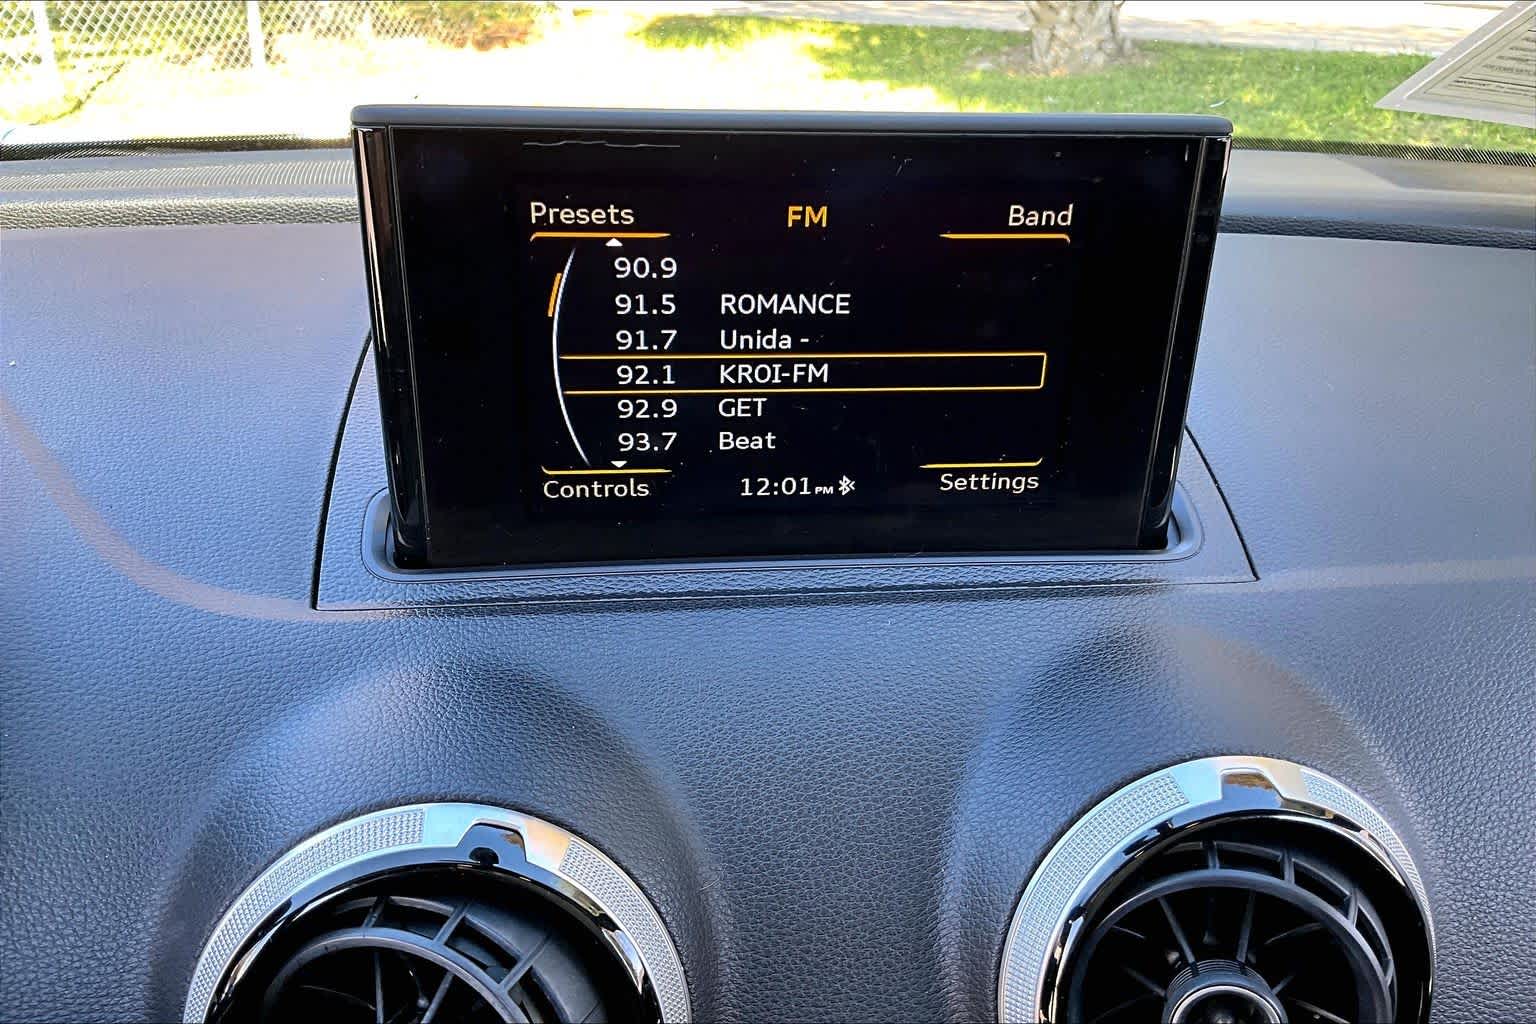 Presets FM Band
90.9
91.5 ROMANCE
91.7 Unida -
92.1 KROI-FM
92.9 GET
93.7 Beat
Controls 12:01 PM Settings